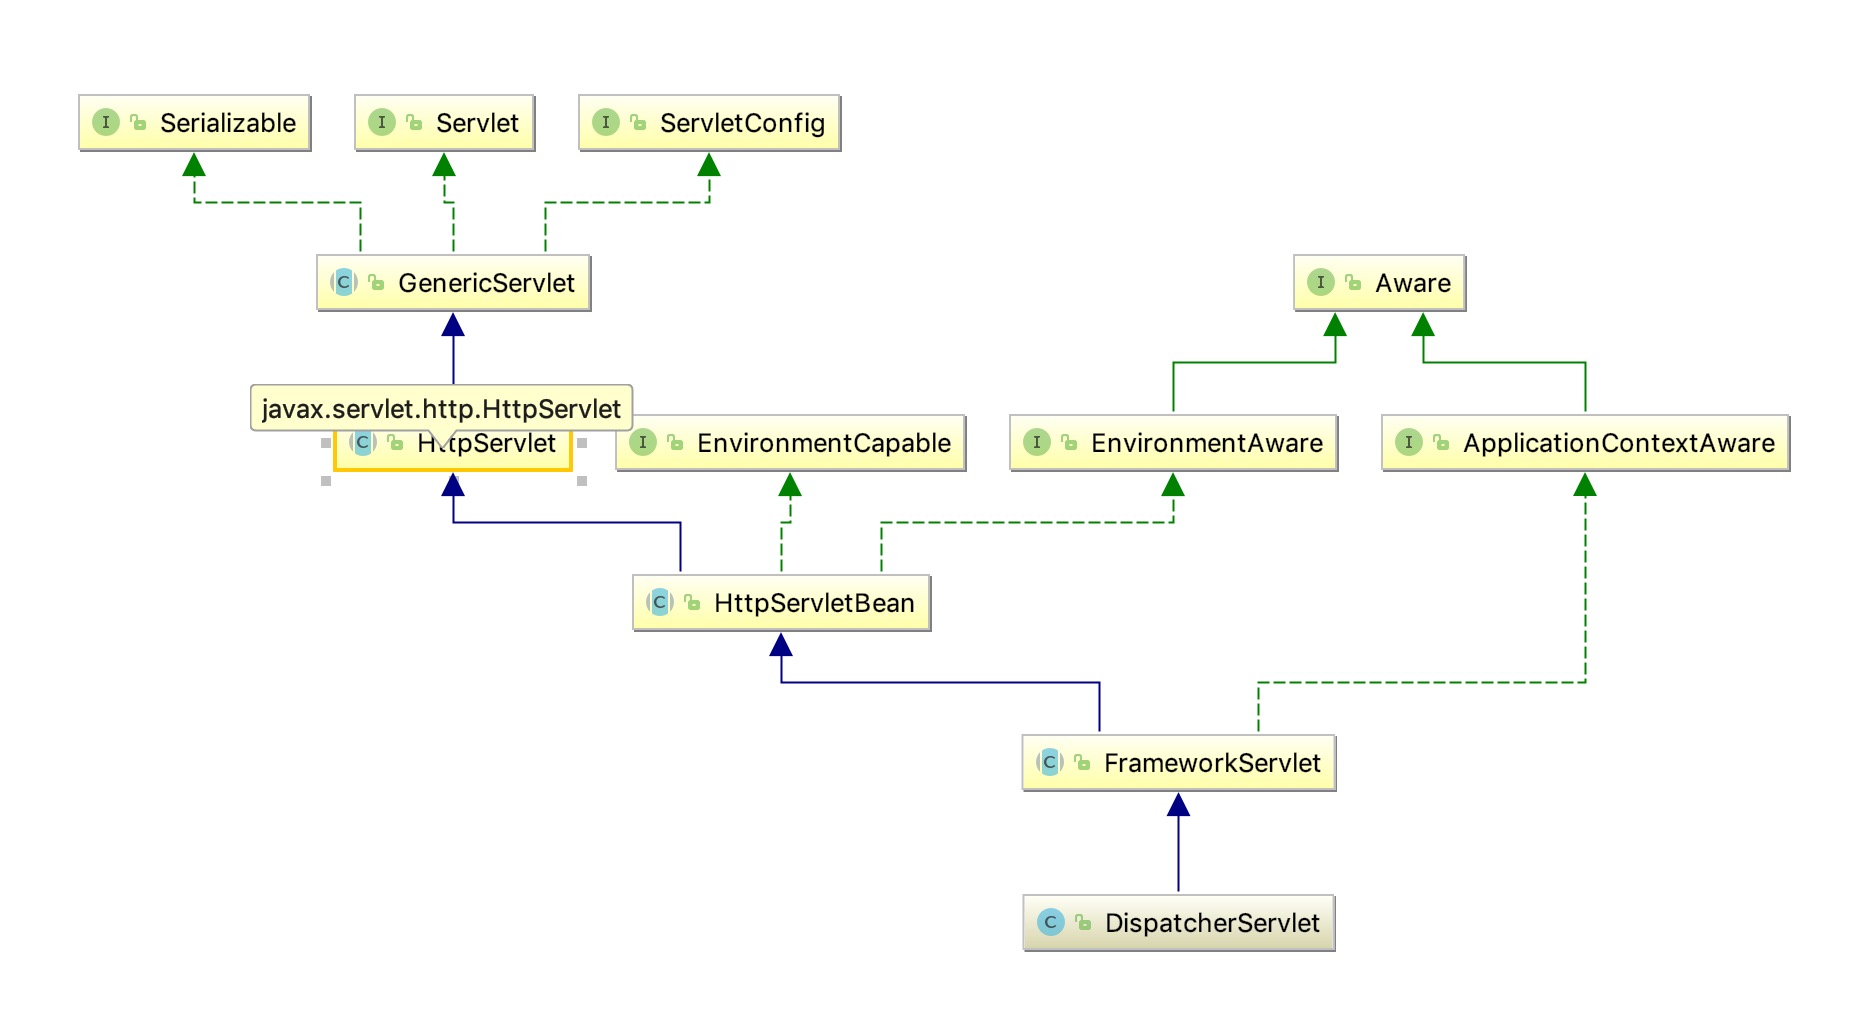 I Serializable
I Servlet
I ServletConfig
C GenericServlet
I Aware
javax.servlet.http.HttpServlet
C HttpServlet
I EnvironmentCapable
I EnvironmentAware
I ApplicationContextAware
C HttpServletBean
C FrameworkServlet
C DispatcherServlet